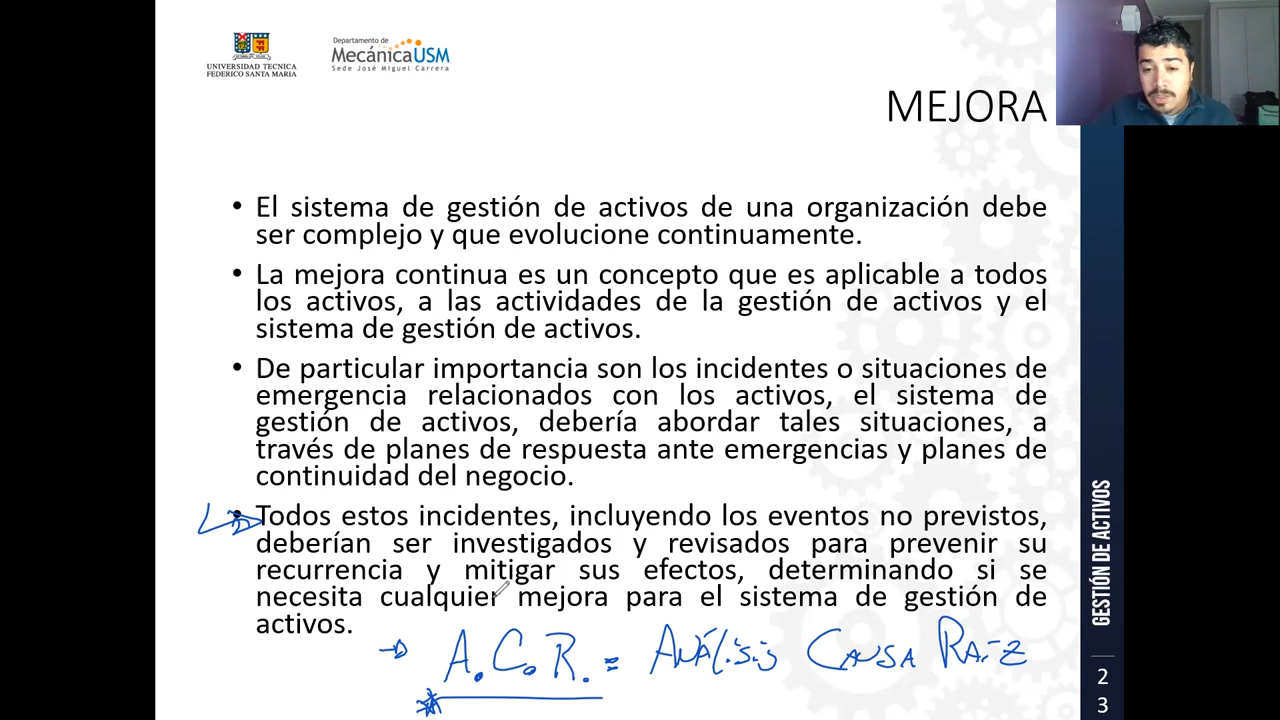 UNIVERSIDAD TECNICA
FEDERICO SANTA MARIA
Departamento de
MecánicaUSM
Sede José Miguel Carrera
MEJORA
• El sistema de gestión de activos de una organización debe
ser complejo y que evolucione continuamente.
• La mejora continua es un concepto que es aplicable a todos
los activos, a las actividades de la gestión de activos y el
sistema de gestión de activos.
• De particular importancia son los incidentes o situaciones de
emergencia relacionados con los activos, el sistema de
gestión de activos, debería abordar tales situaciones, a
través de planes de respuesta ante emergencias y planes de
continuidad del negocio.
• Todos estos incidentes, incluyendo los eventos no previstos,
deberían ser investigados y revisados para prevenir su
recurrencia y mitigar sus efectos, determinando si se
necesita cualquier mejora para el sistema de gestión de
activos.
→ A.C.R. = Análisis Causa Raíz
GESTIÓN DE ACTIVOS
2
3